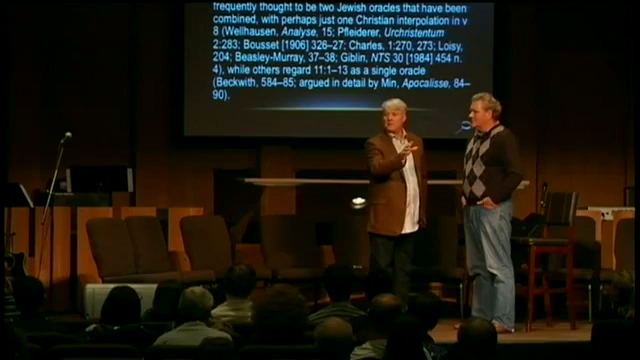 frequently thought to be two Jewish oracles that have been
combined, with perhaps just one Christian interpolation in v
8 (Wellhausen, Analyse, 15; Pfleiderer, Urchristentum
2:283; Bousset [1906] 326–27; Charles, 1:270, 273; Loisy,
204; Beasley-Murray, 37–38; Giblin, NTS 30 [1984] 454 n.
4), while others regard 11:1–13 as a single oracle
(Beckwith, 584–85; argued in detail by Min, Apocalisse, 84–
90).